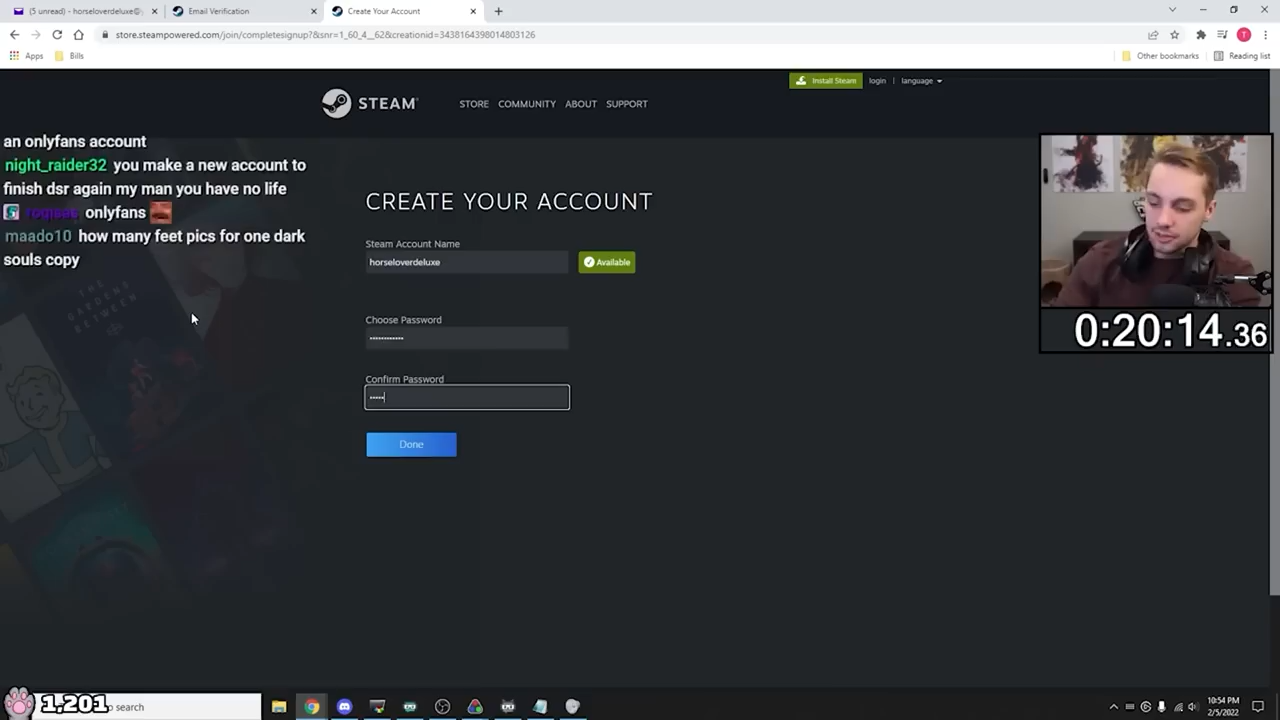 (5 unread) - horseloverdeluxe@
Email Verification
Create Your Account
store.steampowered.com/join/completesignup?&snr=1_60_4__62&creationid=3438164398014803126
T
Apps
Bills
Other bookmarks
Reading list
Install Steam
login
language
STEAM
STORE
COMMUNITY
ABOUT
SUPPORT
an onlyfans account
night_raider32 you make a new account to
finish dsr again my man you have no life
onlyfans
maado10 how many feet pics for one dark
souls copy
THE
GARDENS
BETWEEN
CREATE YOUR ACCOUNT
Steam Account Name
horseloverdeluxe
Available
Choose Password
Confirm Password
Done
0:20:14.36
1,201
o search
10:54 PM
2/5/2022